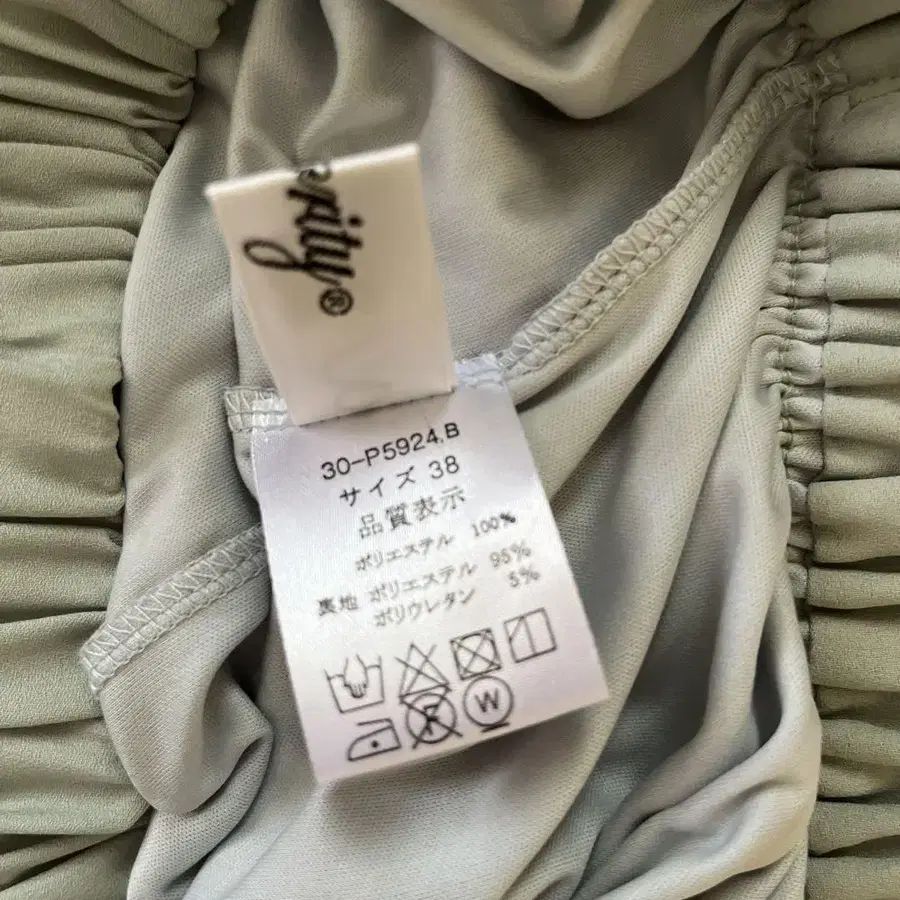 pity®
30-P5924.B
サイズ 38
品質表示
ポリエステル 100%
裏地 ポリエステル 95%
ポリウレタン 5%
F
W